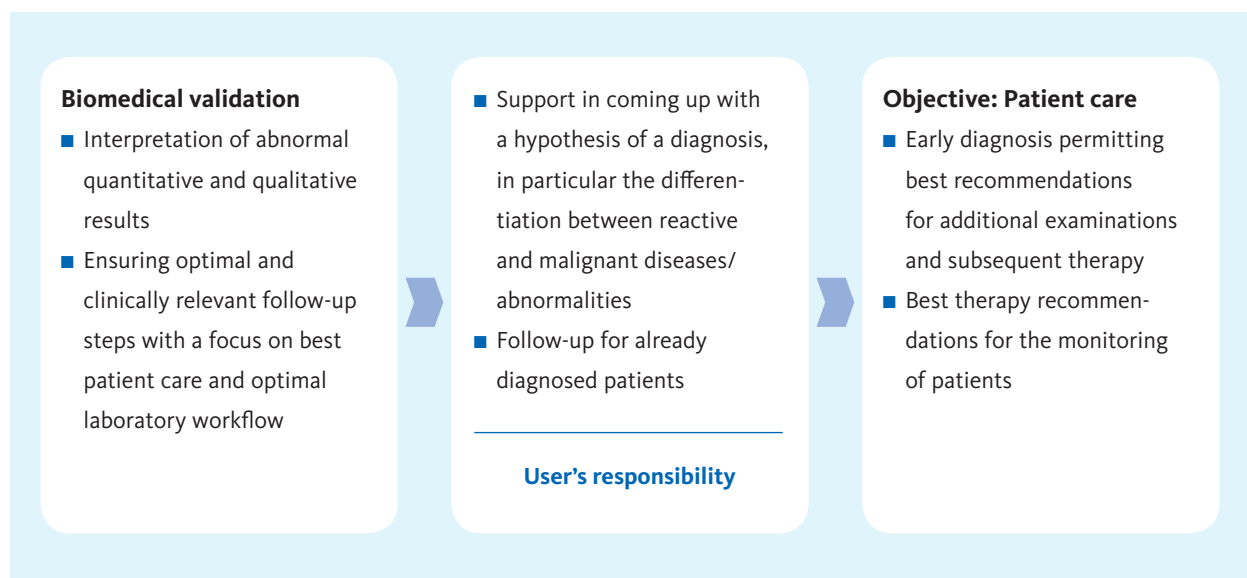 Biomedical validation
■ Interpretation of abnormal
quantitative and qualitative
results
■ Ensuring optimal and
clinically relevant follow-up
steps with a focus on best
patient care and optimal
laboratory workflow
■ Support in coming up with
a hypothesis of a diagnosis,
in particular the differen-
tiation between reactive
and malignant diseases/
abnormalities
■ Follow-up for already
diagnosed patients
User’s responsibility
Objective: Patient care
■ Early diagnosis permitting
best recommendations
for additional examinations
and subsequent therapy
■ Best therapy recommen-
dations for the monitoring
of patients